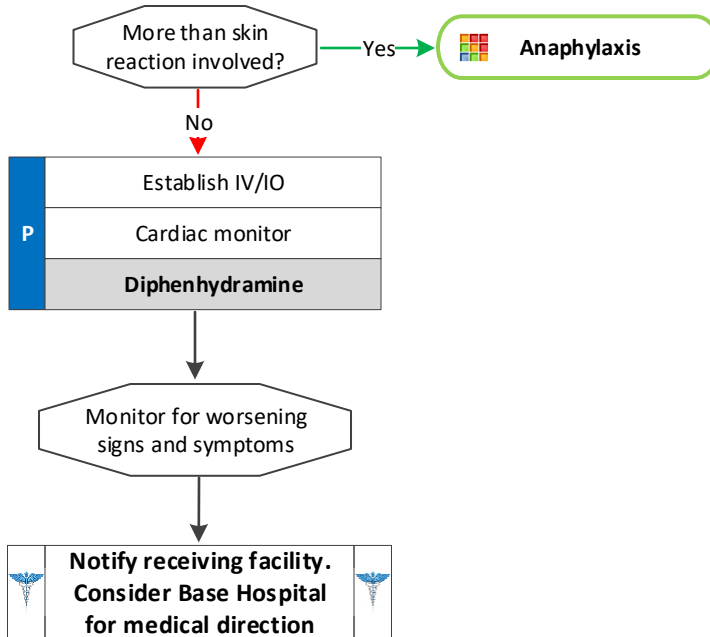 More than skin
reaction involved?
Yes
Anaphylaxis
No
P
Establish IV/IO
Cardiac monitor
Diphenhydramine
Monitor for worsening
signs and symptoms
Notify receiving facility.
Consider Base Hospital
for medical direction